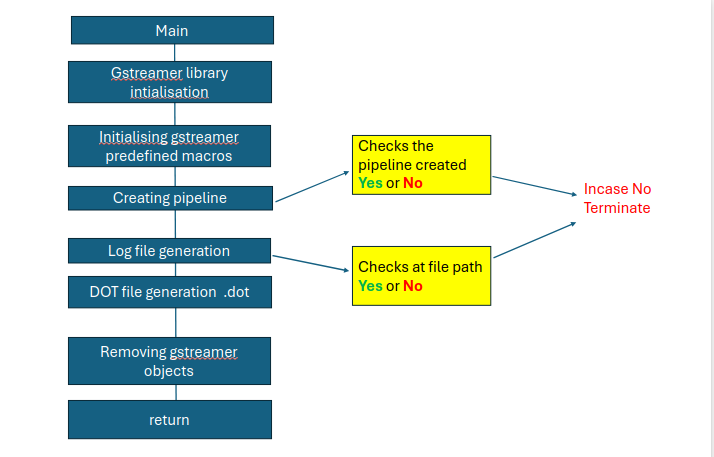 Main
Gstreamer library
intialisation
Initialising gstreamer
predefined macros
Creating pipeline
Log file generation
DOT file generation  .dot
Removing gstreamer
objects
return
Checks the
pipeline created
Yes or No
Checks at file path
Yes or No
Incase No
Terminate